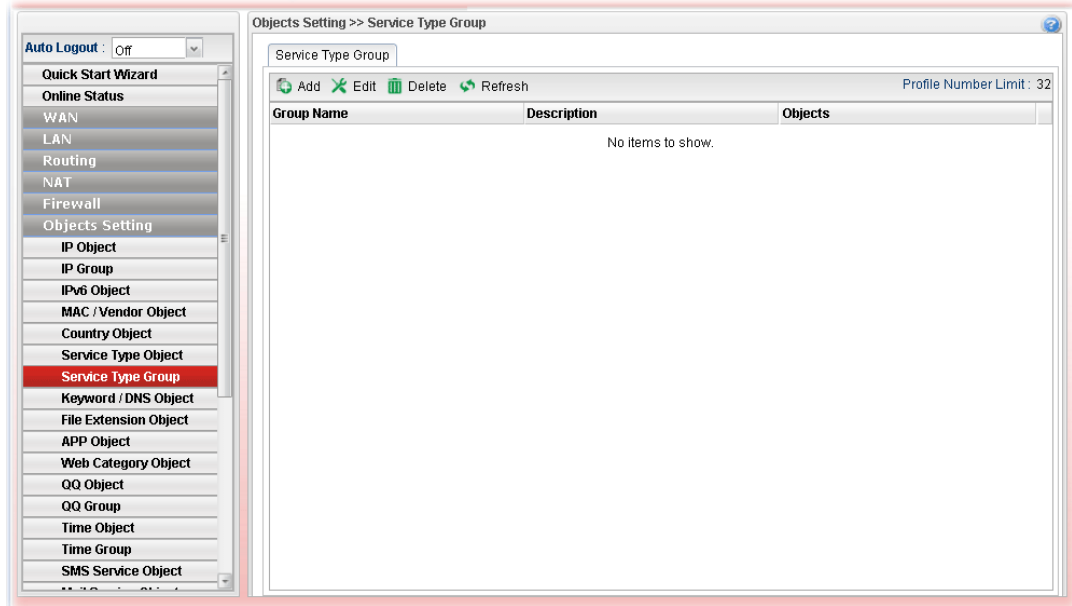 Objects Setting >> Service Type Group
Auto Logout : Off
Quick Start Wizard
Online Status
WAN
LAN
Routing
NAT
Firewall
Objects Setting
IP Object
IP Group
IPv6 Object
MAC / Vendor Object
Country Object
Service Type Object
Service Type Group
Keyword / DNS Object
File Extension Object
APP Object
Web Category Object
QQ Object
QQ Group
Time Object
Time Group
SMS Service Object
Service Type Group
Add Edit Delete Refresh Profile Number Limit : 32
Group Name Description Objects
No items to show.